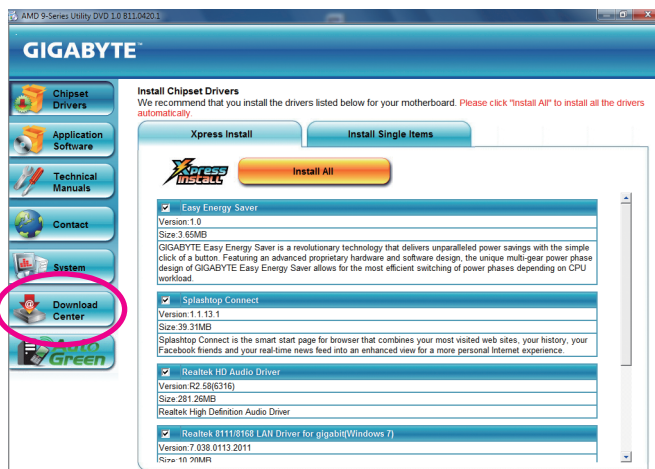 AMD 9-Series Utility DVD 1.0 B11.0420.1
GIGABYTE™
Chipset
Drivers
Application
Software
Technical
Manuals
Contact
System
Download
Center
Auto
Green
Install Chipset Drivers
We recommend that you install the drivers listed below for your motherboard. Please click "Install All" to install all the drivers
automatically.
Xpress Install
Install Single Items
Xpress
INSTALL
Install All
Easy Energy Saver
Version:1.0
Size:3.65MB
GIGABYTE Easy Energy Saver is a revolutionary technology that delivers unparalleled power savings with the simple
click of a button. Featuring an advanced proprietary hardware and software design, the unique multi-gear power phase
design of GIGABYTE Easy Energy Saver allows for the most efficient switching of power phases depending on CPU
workload.
Splashtop Connect
Version:1.1.13.1
Size:39.31MB
Splashtop Connect is the smart start page for browser that combines your most visited web sites, your history, your
Facebook friends and your real-time news feed into an enhanced view for a more personal Internet experience.
Realtek HD Audio Driver
Version:R2.58(6316)
Size:281.26MB
Realtek High Definition Audio Driver
Realtek 8111/8168 LAN Driver for gigabit(Windows 7)
Version:7.038.0113.2011
Size:10.20MB